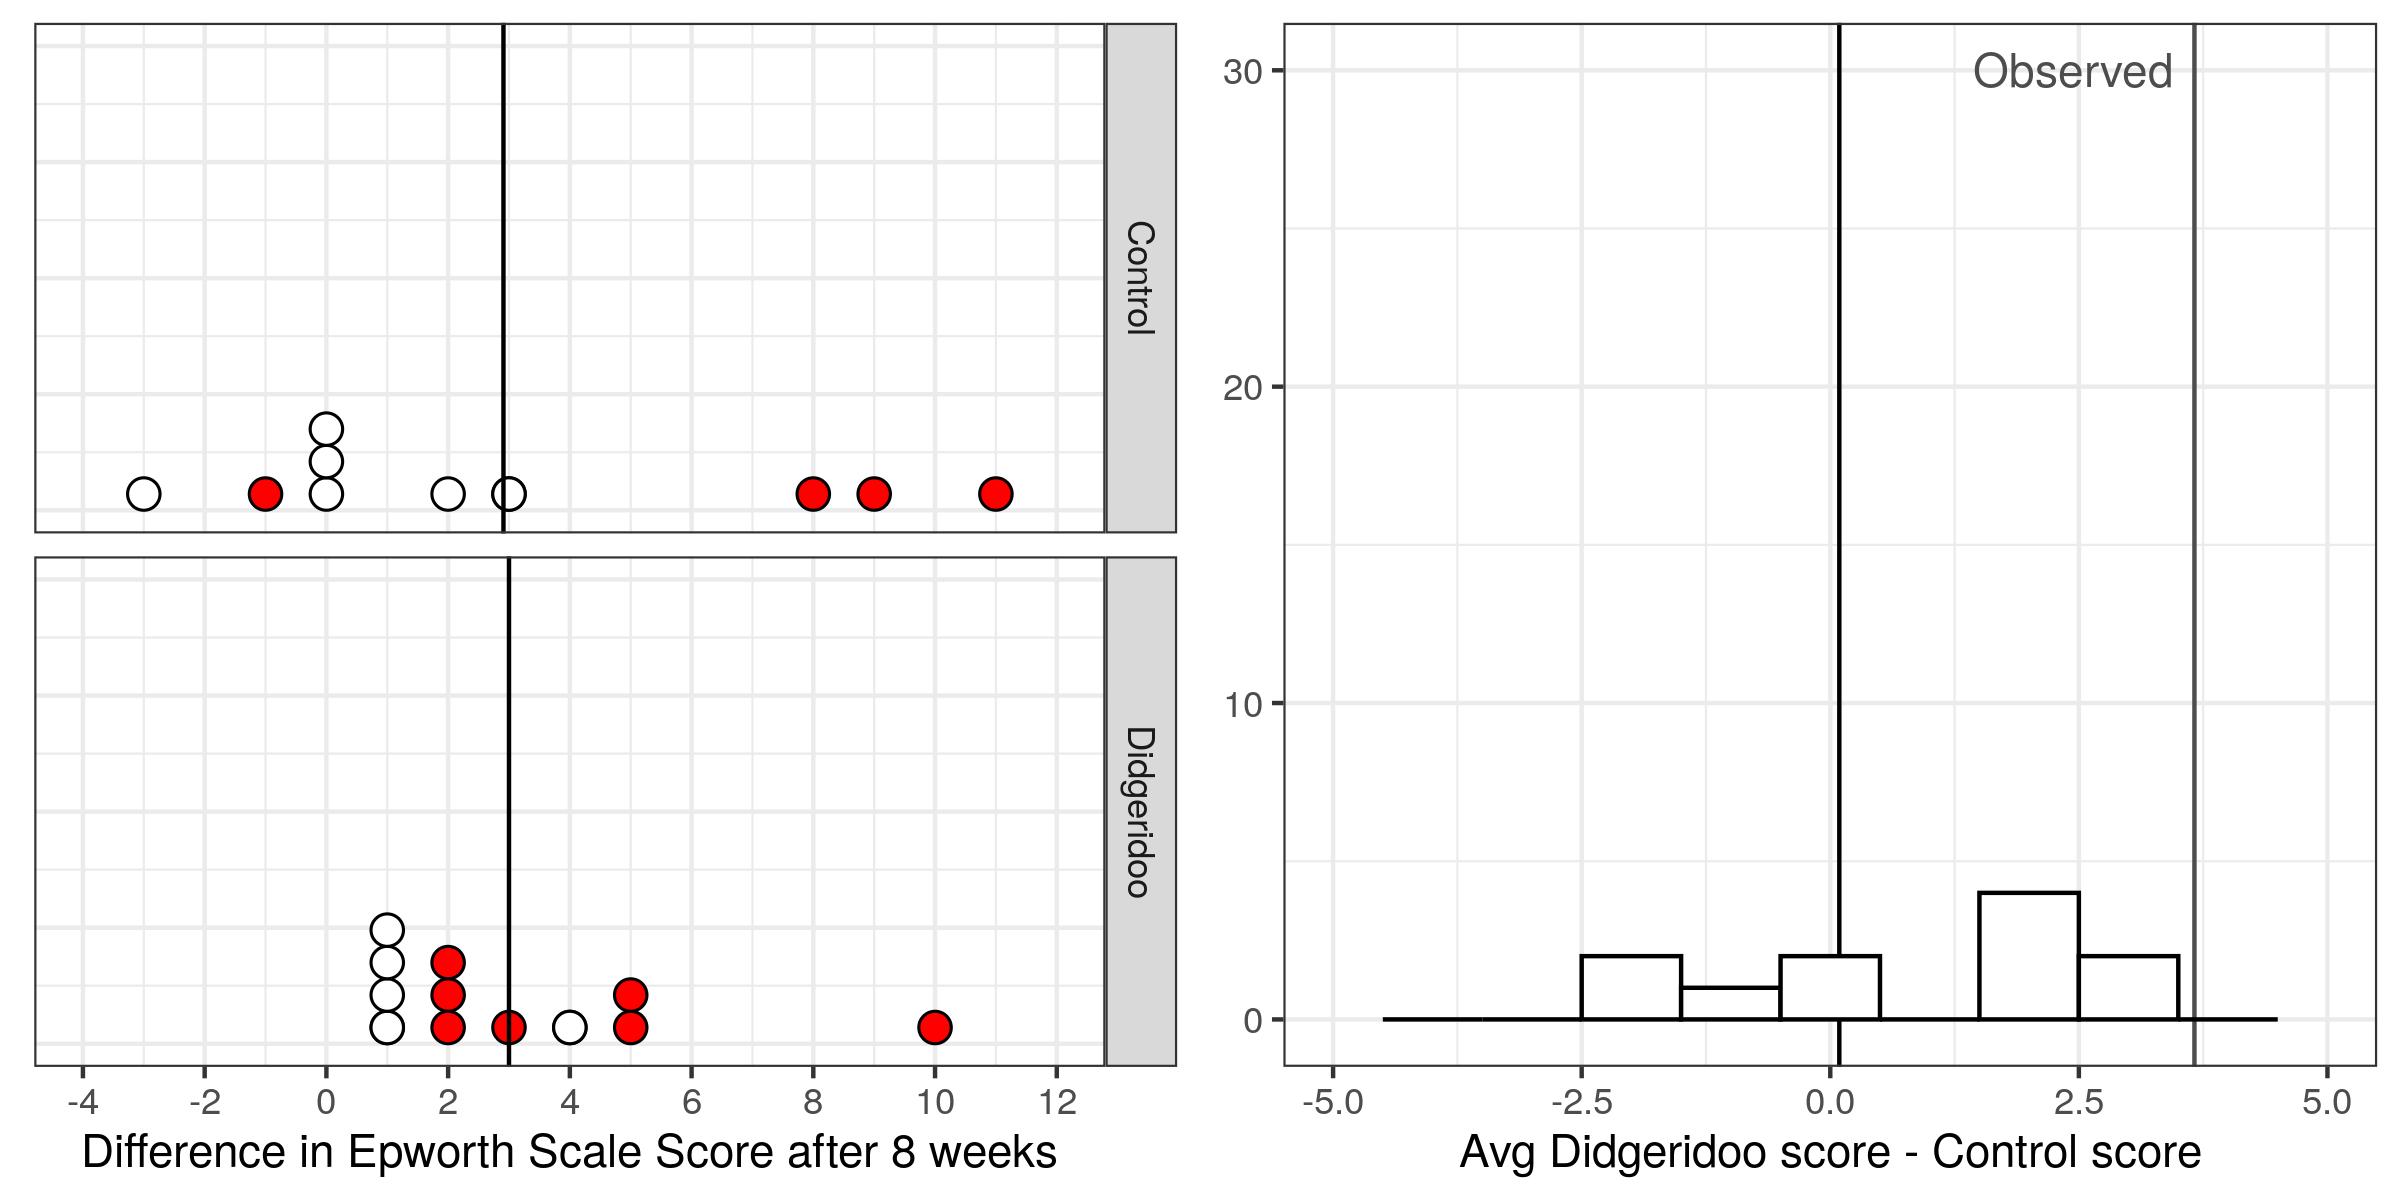 Control
Didgeridoo
-4 -2 0 2 4 6 8 10 12
Difference in Epworth Scale Score after 8 weeks
Observed
30
20
10
0
-5.0 -2.5 0.0 2.5 5.0
Avg Didgeridoo score - Control score